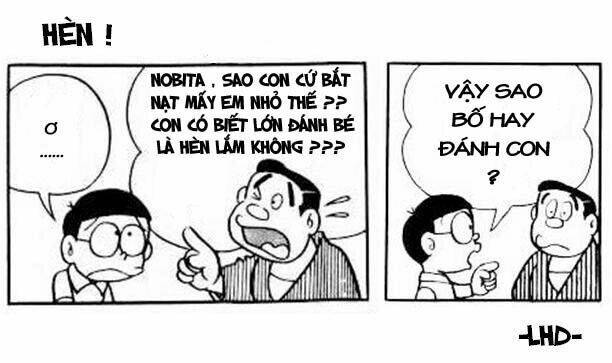 HÈN !
Ơ
......
NOBITA , SAO CON CỨ BẮT
NẠT MẤY EM NHỎ THẾ ??
CON CÓ BIẾT LỚN ĐÁNH BÉ
LÀ HÈN LẮM KHÔNG ???
VẬY SAO
BỐ HAY
ĐÁNH CON
?
-LHD-